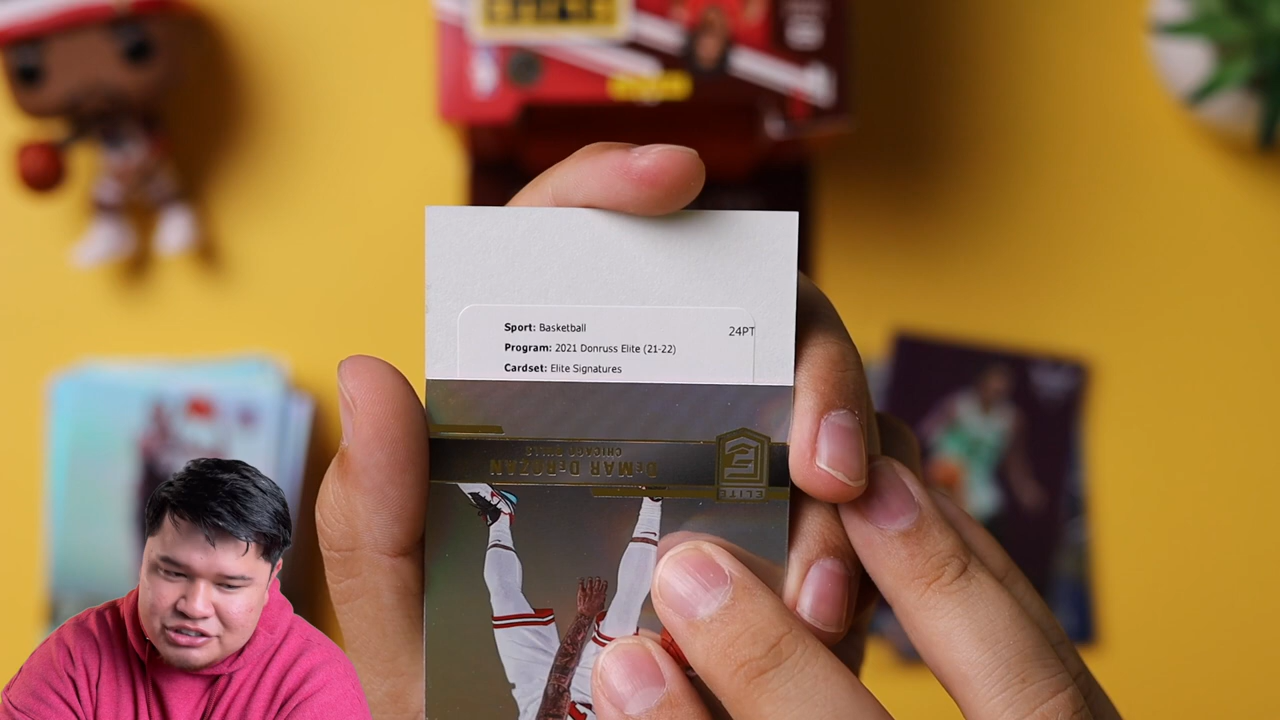 Sport: Basketball
24PT
Program: 2021 Donruss Elite (21-22)
Cardset: Elite Signatures
CHICAGO BULLS
DEMAR DEROZAN
ELITE